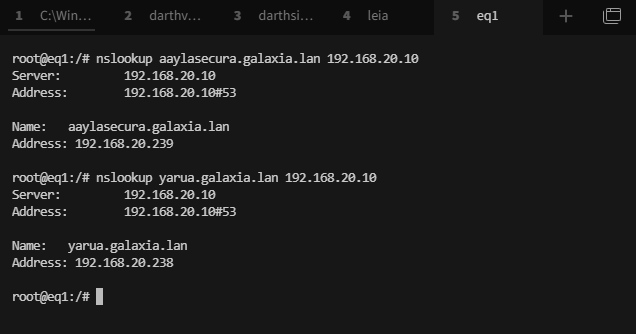 1 C:\Win... 2 darthv... 3 darthsi... 4 leia 5 eq1
root@eq1:/# nslookup aaylasecura.galaxia.lan 192.168.20.10
Server: 192.168.20.10
Address: 192.168.20.10#53
Name: aaylasecura.galaxia.lan
Address: 192.168.20.239
root@eq1:/# nslookup yarua.galaxia.lan 192.168.20.10
Server: 192.168.20.10
Address: 192.168.20.10#53
Name: yarua.galaxia.lan
Address: 192.168.20.238
root@eq1:/#